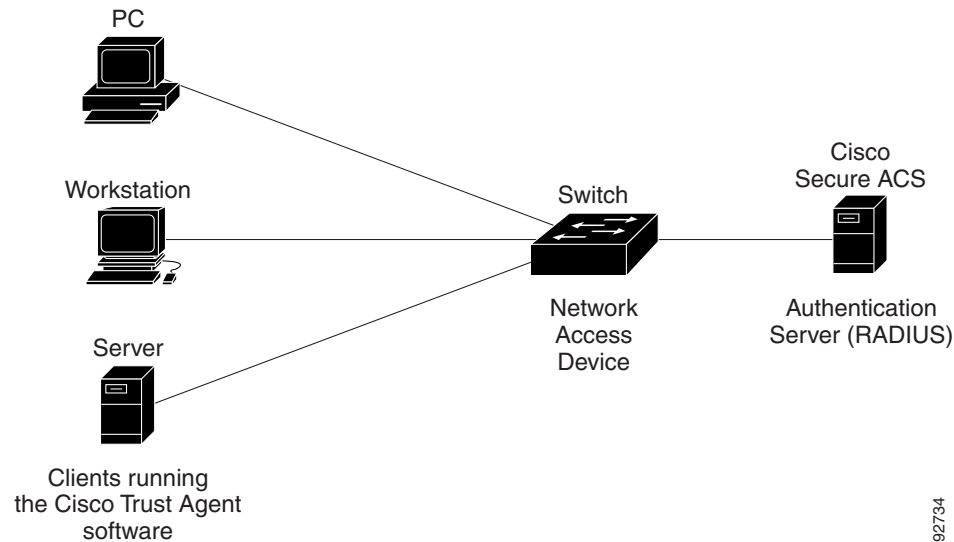 PC
Workstation
Server
Clients running
the Cisco Trust Agent
software
Switch
Network
Access
Device
Cisco
Secure ACS
Authentication
Server (RADIUS)
92734